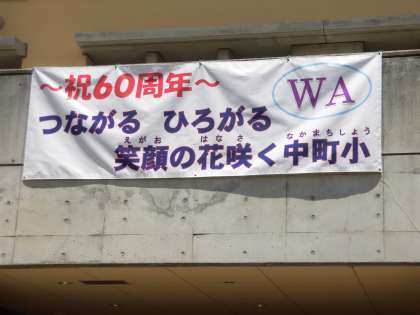 ~祝60周年~
WA
つながる ひろがる
えがお はなさ なかまちしよう
笑顔の花咲く中町小